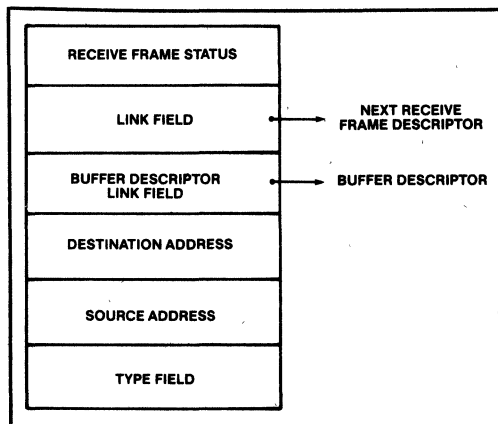 RECEIVE FRAME STATUS
LINK FIELD
NEXT RECEIVE
FRAME DESCRIPTOR
BUFFER DESCRIPTOR
LINK FIELD
BUFFER DESCRIPTOR
DESTINATION ADDRESS
SOURCE ADDRESS
TYPE FIELD